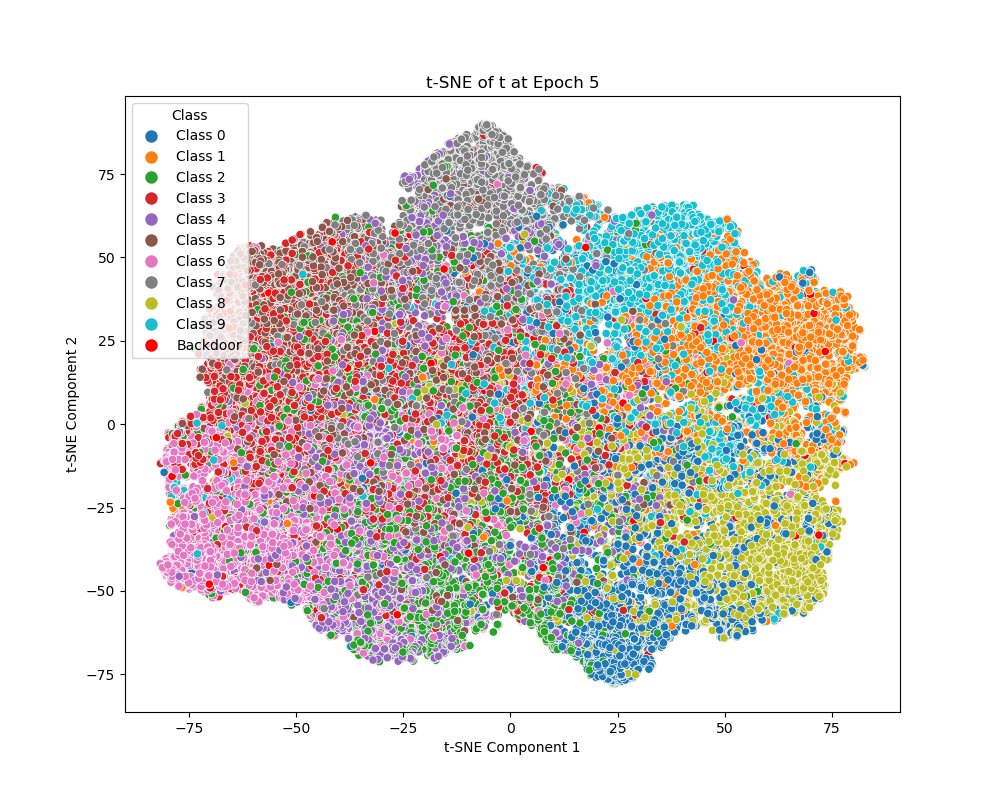 t-SNE of t at Epoch 5
t-SNE Component 2
75
50
25
0
−25
−50
−75
Class
Class 0
Class 1
Class 2
Class 3
Class 4
Class 5
Class 6
Class 7
Class 8
Class 9
Backdoor
−75 −50 −25 0 25 50 75
t-SNE Component 1